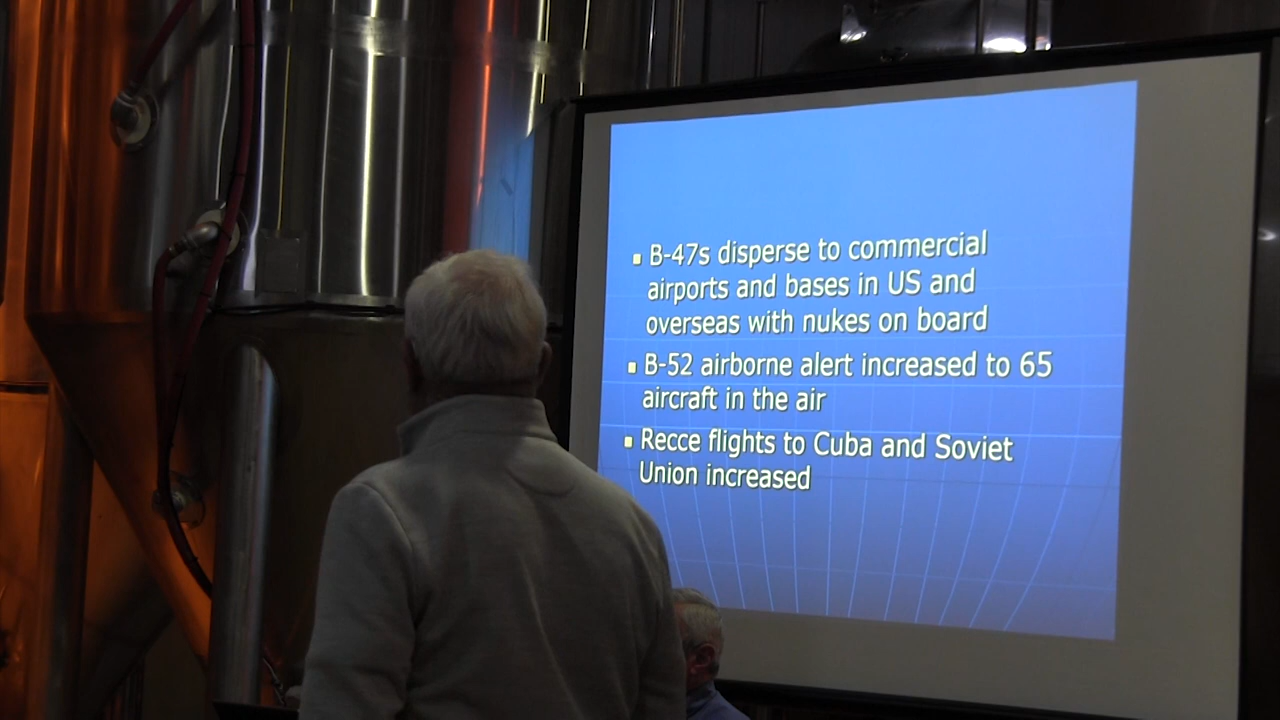 B-47s disperse to commercial
airports and bases in US and
overseas with nukes on board
B-52 airborne alert increased to 65
aircraft in the air
Recce flights to Cuba and Soviet
Union increased